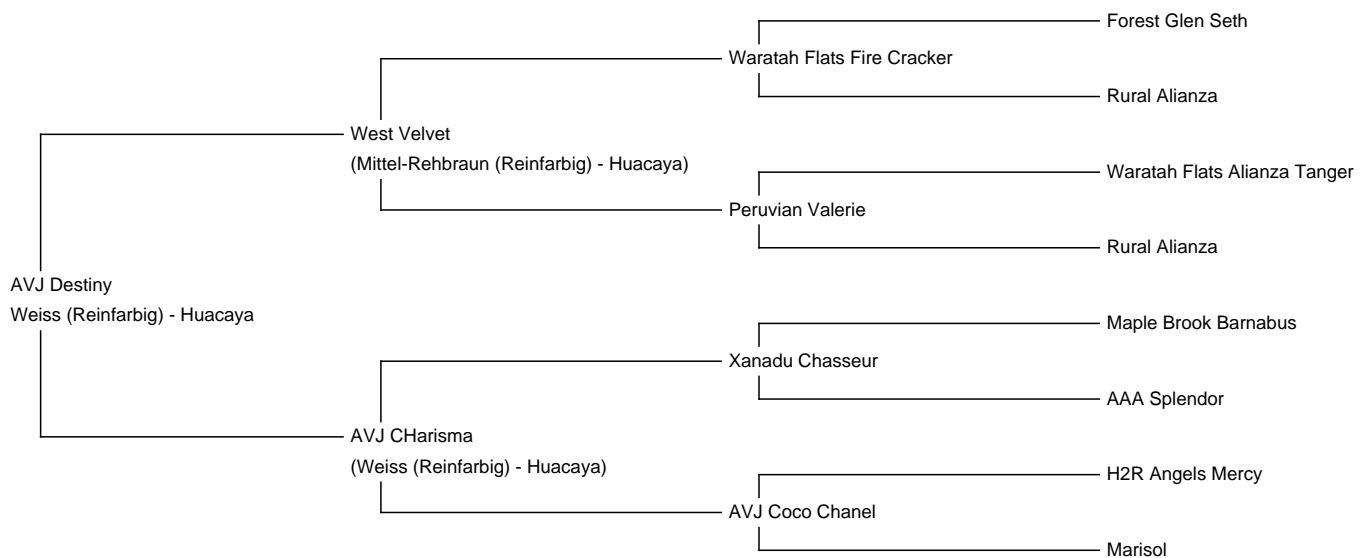 Forest Glen Seth
Waratah Flats Fire Cracker
Rural Alianza
West Velvet
(Mittel-Rehbraun (Reinfarbig) - Huacaya)
Waratah Flats Alianza Tanger
Peruvian Valerie
Rural Alianza
AVJ Destiny
Weiss (Reinfarbig) - Huacaya
Maple Brook Barnabus
Xanadu Chasseur
AAA Splendor
AVJ CHarisma
(Weiss (Reinfarbig) - Huacaya)
H2R Angels Mercy
AVJ Coco Chanel
Marisol